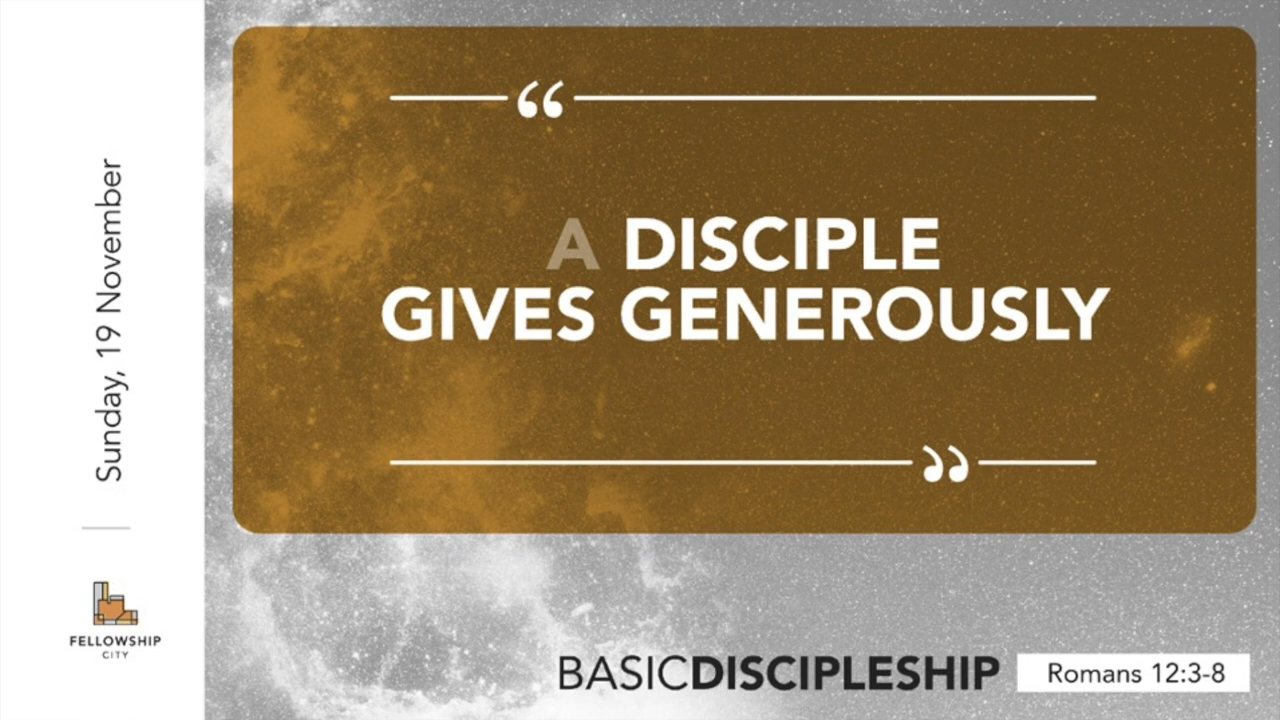 Sunday, 19 November
FELLOWSHIP
CITY
“
A DISCIPLE
GIVES GENEROUSLY
”
BASICDISCIPLESHIP
Romans 12:3-8